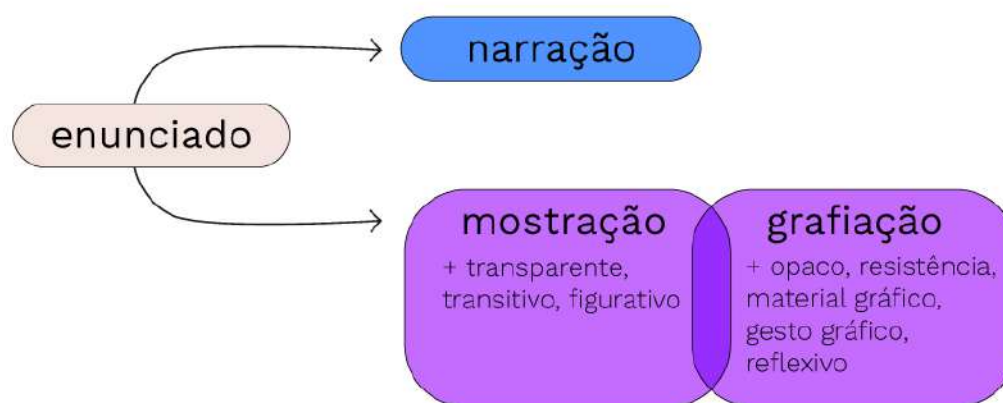 narração
enunciado
mostração
+ transparente,
transitivo, figurativo
grafiação
+ opaco, resistência,
material gráfico,
gesto gráfico,
reflexivo